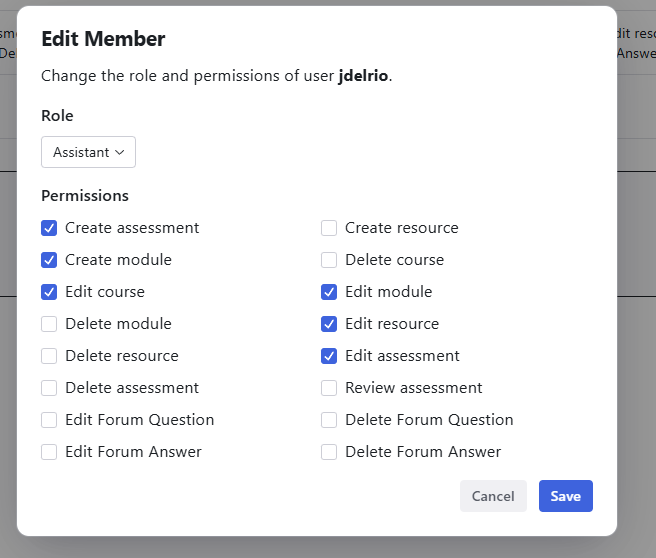 Edit Member
Change the role and permissions of user jdelrio.
Role
Assistant
Permissions
Create assessment
Create resource
Create module
Delete course
Edit course
Edit module
Delete module
Edit resource
Delete resource
Edit assessment
Delete assessment
Review assessment
Edit Forum Question
Delete Forum Question
Edit Forum Answer
Delete Forum Answer
Cancel
Save